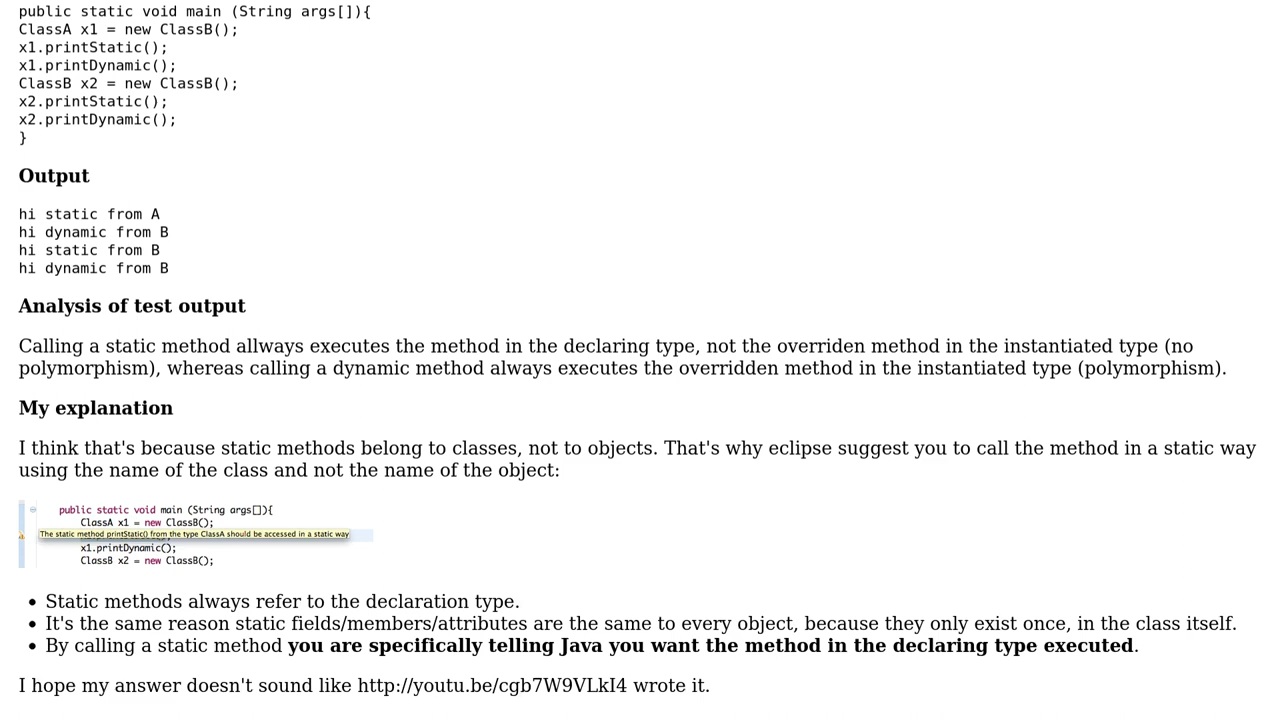 public static void main (String args[]){
ClassA x1 = new ClassB();
x1.printStatic();
x1.printDynamic();
ClassB x2 = new ClassB();
x2.printStatic();
x2.printDynamic();
}
Output
hi static from A
hi dynamic from B
hi static from B
hi dynamic from B
Analysis of test output
Calling a static method allways executes the method in the declaring type, not the overriden method in the instantiated type (no
polymorphism), whereas calling a dynamic method always executes the overridden method in the instantiated type (polymorphism).
My explanation
I think that's because static methods belong to classes, not to objects. That's why eclipse suggest you to call the method in a static way
using the name of the class and not the name of the object:
public static void main (String args[]){
ClassA x1 = new ClassB();
The static method printStatic() from the type ClassA should be accessed in a static way
x1.printDynamic();
ClassB x2 = new ClassB();
• Static methods always refer to the declaration type.
• It's the same reason static fields/members/attributes are the same to every object, because they only exist once, in the class itself.
• By calling a static method you are specifically telling Java you want the method in the declaring type executed.
I hope my answer doesn't sound like http://youtu.be/cgb7W9VLkI4 wrote it.